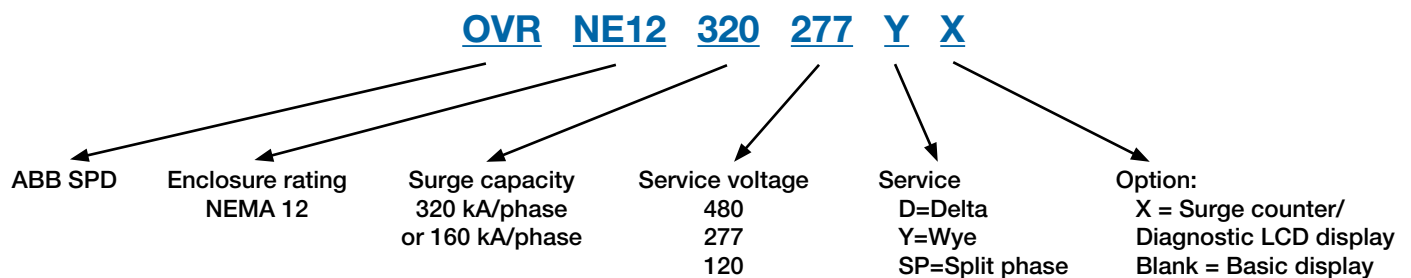 OVR NE12 320 277 Y X
ABB SPD
Enclosure rating
NEMA 12
Surge capacity
320 kA/phase
or 160 kA/phase
Service voltage
480
277
120
Service
D=Delta
Y=Wye
SP=Split phase
Option:
X = Surge counter/
Diagnostic LCD display
Blank = Basic display